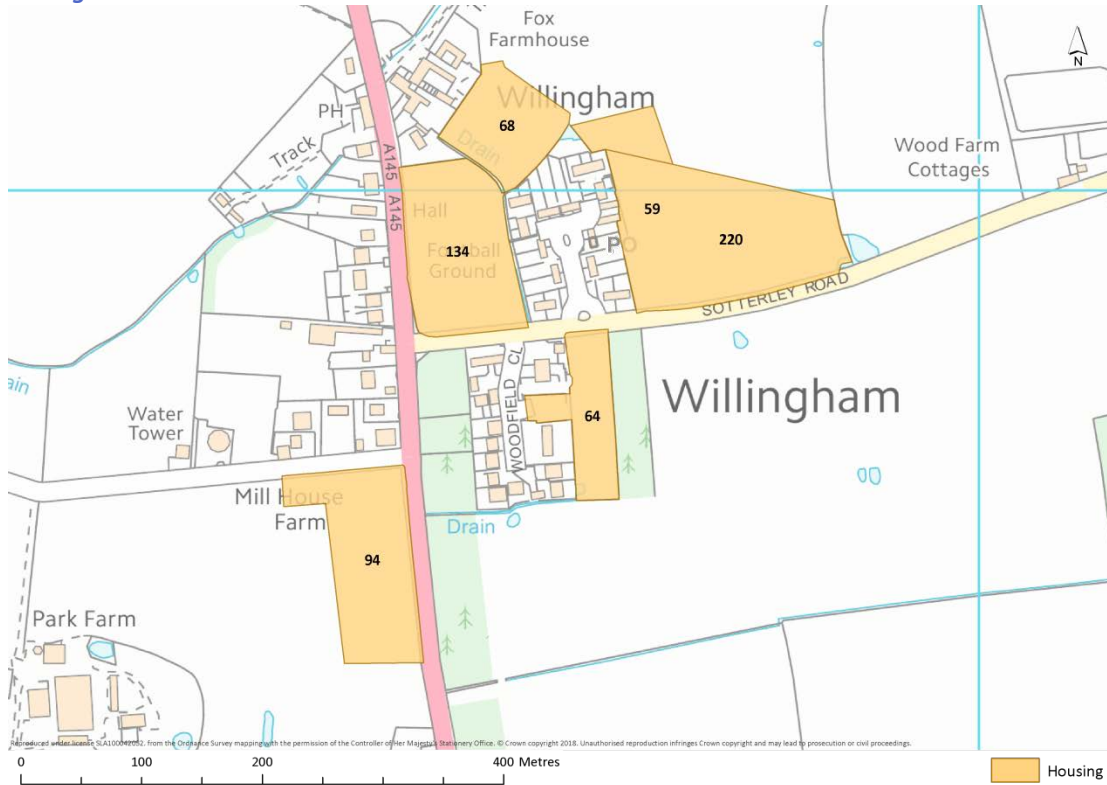 Fox
Farmhouse
Willingham
N
PH
68
Drain
Track
A145
A145
Wood Farm
Cottages
Hall
59
Football
Ground
134
PO
220
SOTTERLEY ROAD
Willingham
Drain
WOODFIELD CL
64
Water
Tower
Mill House
Farm
Drain
94
Park Farm
Reproduced under license SLA100042052. from the Ordnance Survey mapping with the permission of the Controller of Her Majesty's Stationery Office. © Crown copyright 2018. Unauthorised reproduction infringes Crown copyright and may lead to prosecution or civil proceedings.
0 100 200 400 Metres
Housing